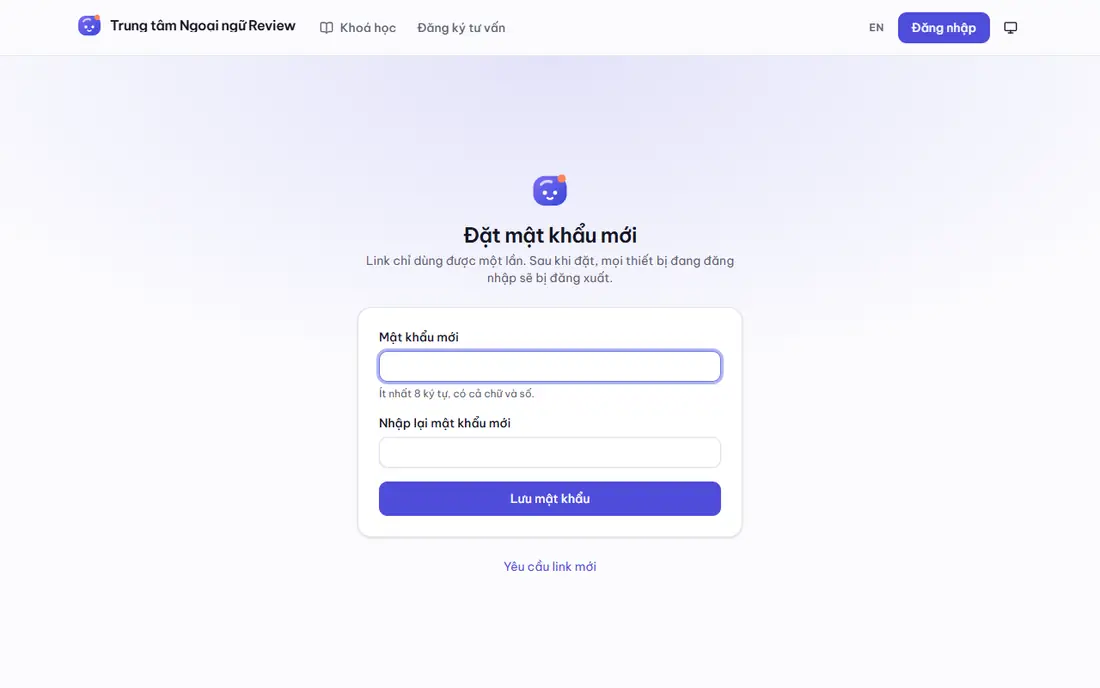 Trung tâm Ngoại ngữ Review
Khoá học
Đăng ký tư vấn
EN
Đăng nhập
Đặt mật khẩu mới
Link chỉ dùng được một lần. Sau khi đặt, mọi thiết bị đang đăng
nhập sẽ bị đăng xuất.
Mật khẩu mới
Ít nhất 8 ký tự, có cả chữ và số.
Nhập lại mật khẩu mới
Lưu mật khẩu
Yêu cầu link mới